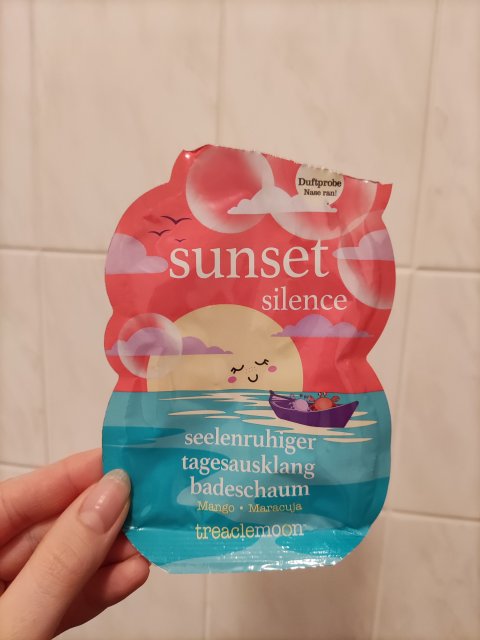 Duftprobe
Nase ran!
sunset
silence
seelenruhiger
tagesausklang
badeschaum
Mango • Maracuja
treaclemoon